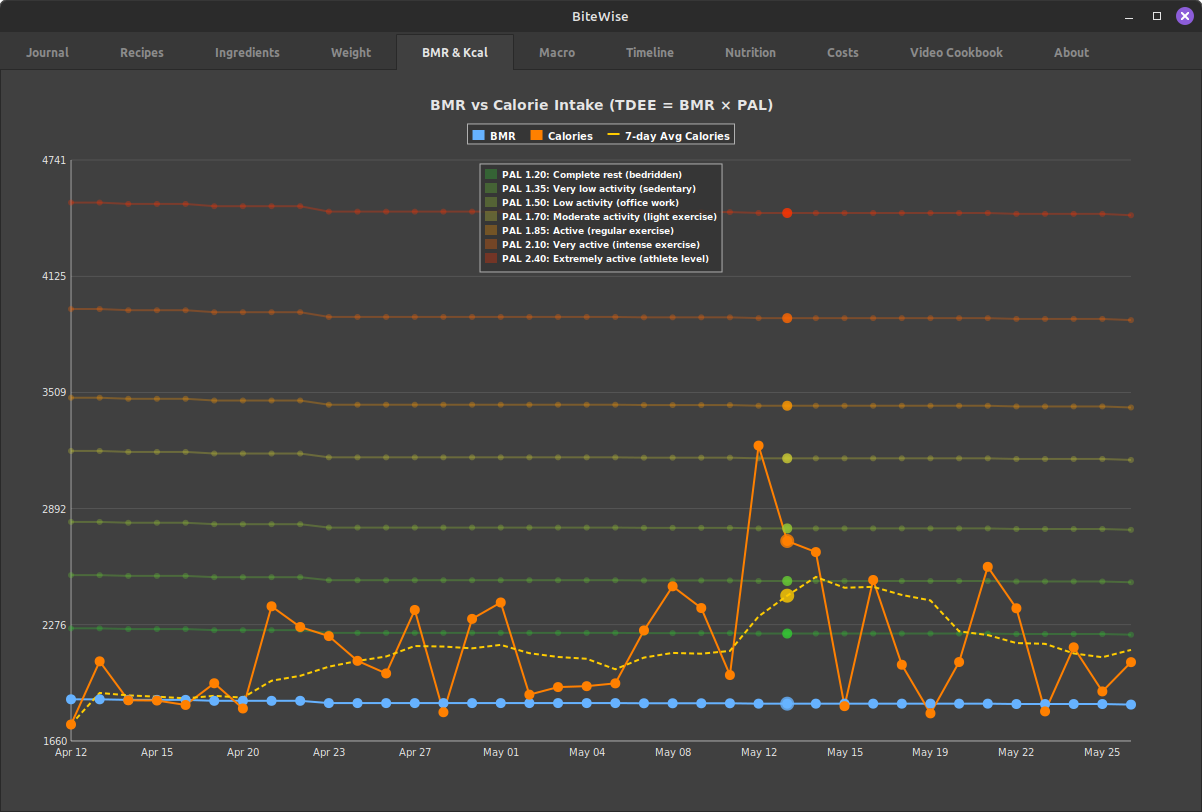 BiteWise
Journal Recipes Ingredients Weight BMR & Kcal Macro Timeline Nutrition Costs Video Cookbook About
BMR vs Calorie Intake (TDEE = BMR × PAL)
BMR Calories 7-day Avg Calories
PAL 1.20: Complete rest (bedridden)
PAL 1.35: Very low activity (sedentary)
PAL 1.50: Low activity (office work)
PAL 1.70: Moderate activity (light exercise)
PAL 1.85: Active (regular exercise)
PAL 2.10: Very active (intense exercise)
PAL 2.40: Extremely active (athlete level)
4741
4125
3509
2892
2276
1660
Apr 12 Apr 15 Apr 20 Apr 23 Apr 27 May 01 May 04 May 08 May 12 May 15 May 19 May 22 May 25